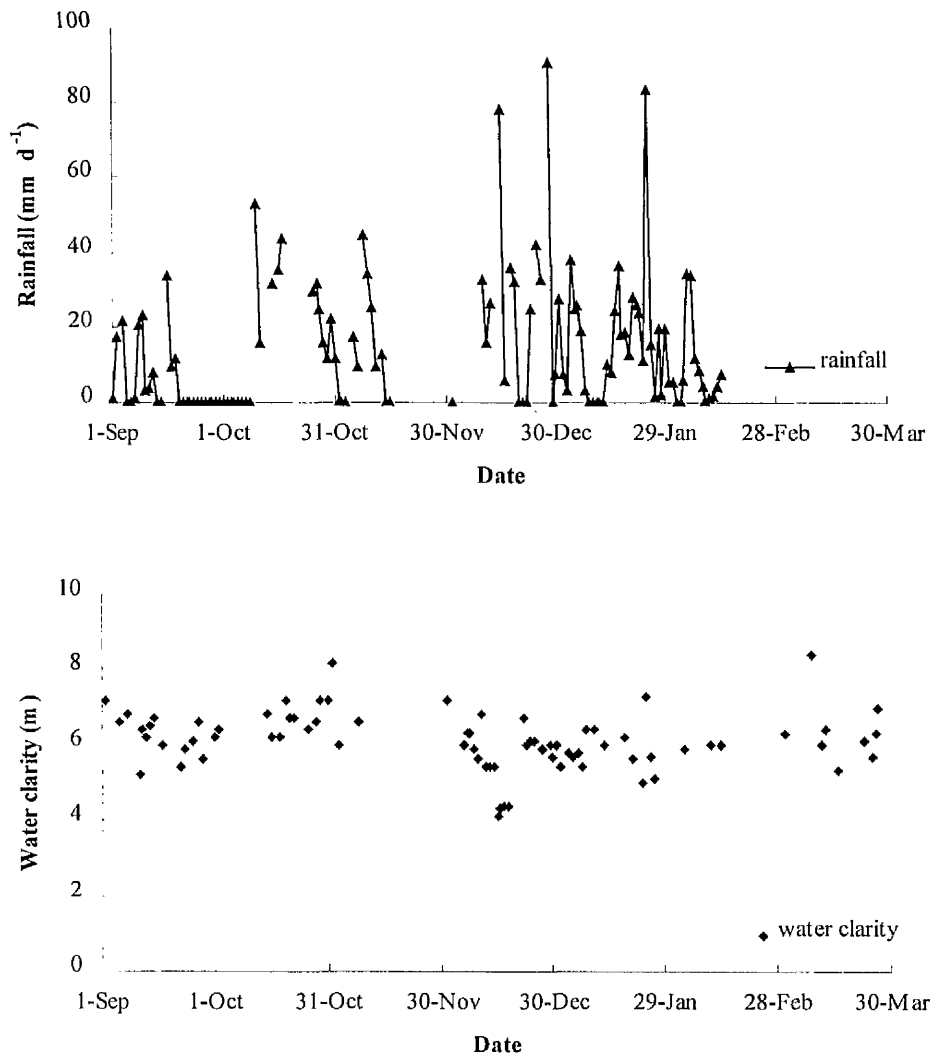 100
80
60
40
20
0
Rainfall (mm d⁻¹)
rainfall
1-Sep 1-Oct 31-Oct 30-Nov 30-Dec 29-Jan 28-Feb 30-Mar
Date
10
8
6
4
2
0
Water clarity (m)
water clarity
1-Sep 1-Oct 31-Oct 30-Nov 30-Dec 29-Jan 28-Feb 30-Mar
Date